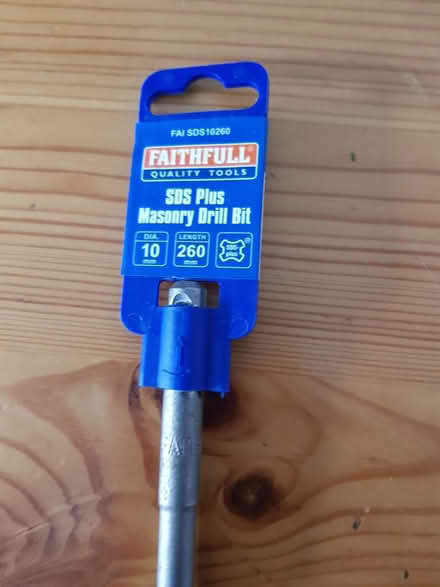 FAI SDS10260
FAITHFULL®
QUALITY TOOLS
SDS Plus
Masonry Drill Bit
DIA.
10
mm
LENGTH
260
mm
SDS
plus